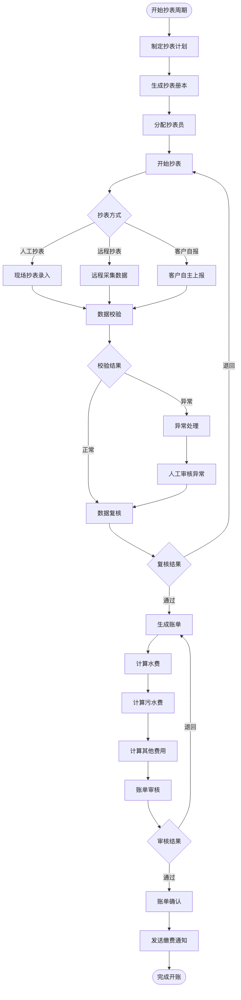 开始抄表周期
制定抄表计划
生成抄表册本
分配抄表员
开始抄表
抄表方式
人工抄表
远程抄表
客户自报
现场抄表录入
远程采集数据
客户自主上报
数据校验
校验结果
退回
异常
异常处理
正常
人工审核异常
数据复核
复核结果
通过
生成账单
计算水费
计算污水费
退回
计算其他费用
账单审核
审核结果
通过
账单确认
发送缴费通知
完成开账